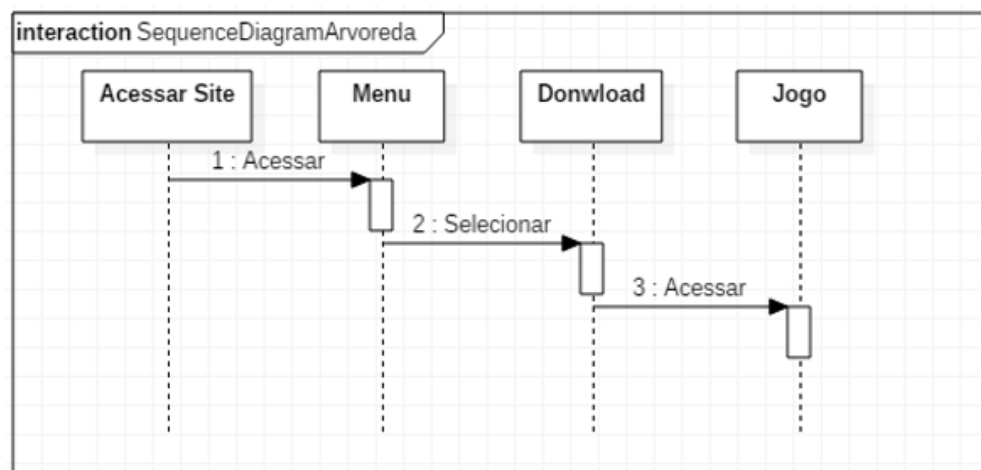 interaction SequenceDiagramArvoreda
Acessar Site
Menu
Donwload
Jogo
1 : Acessar
2 : Selecionar
3 : Acessar